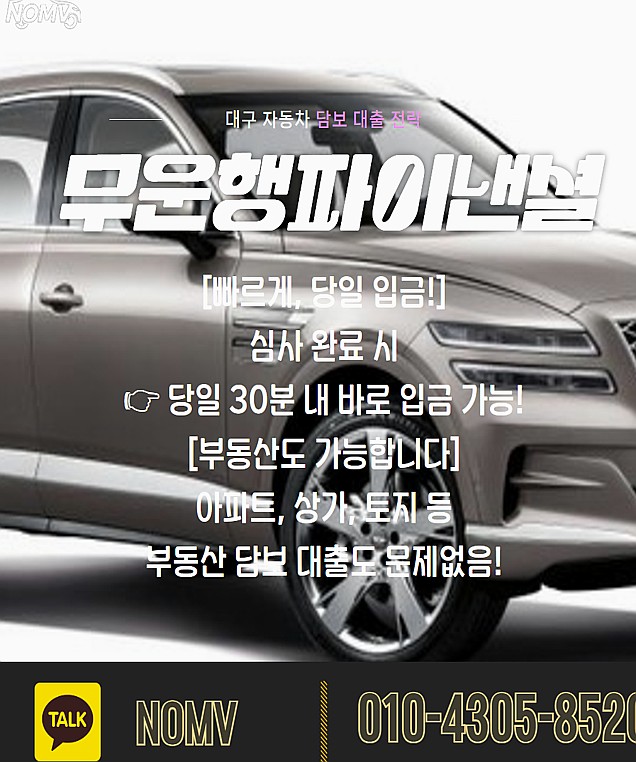 NOMV
대구 자동차 담보 대출 전략
무운행파이낸셜
[빠르게, 당일 입금!]
심사 완료 시
👉 당일 30분 내 바로 입금 가능!
[부동산도 가능합니다]
아파트, 상가, 토지 등
부동산 담보 대출도 문제없음!
TALK
NOMV
010-4305-8520